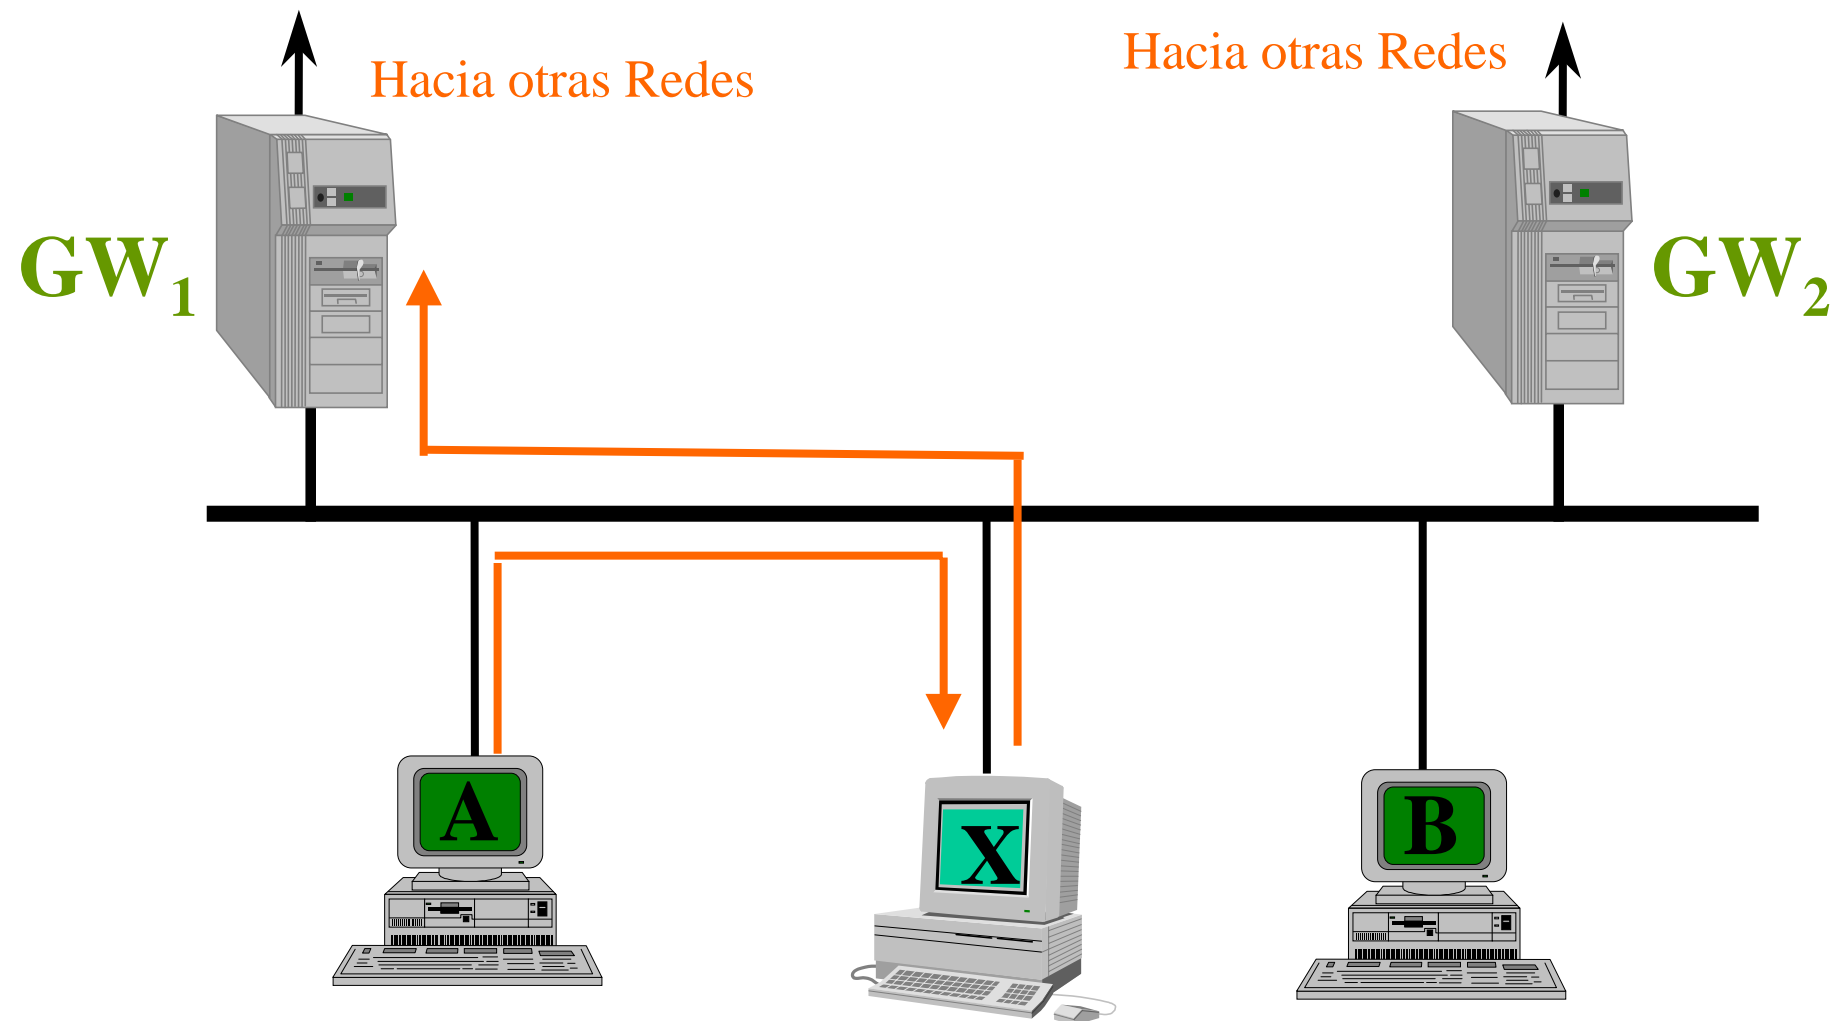 Hacia otras Redes
Hacia otras Redes
GW1
GW2
A
X
B